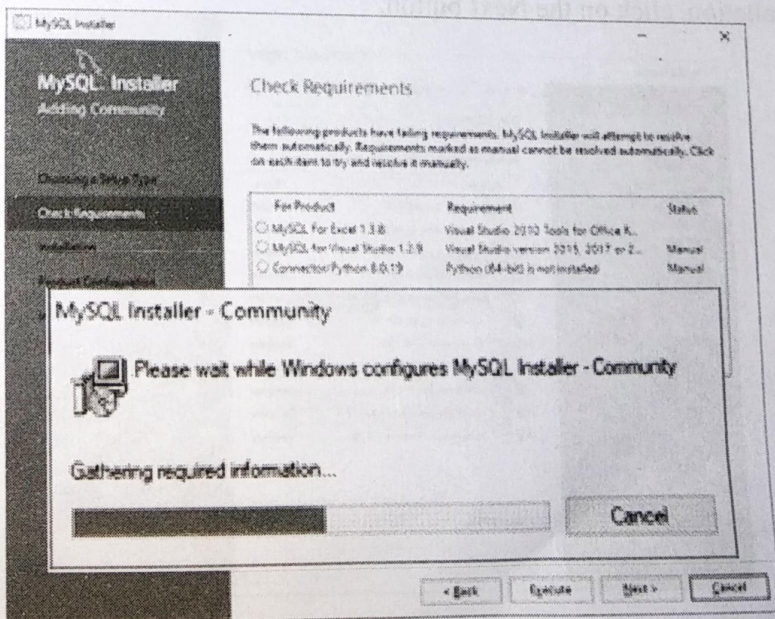 MySQL Installer
MySQL. Installer
Adding Community
Check Requirements
The following products have failing requirements. MySQL Installer will attempt to resolve
them automatically. Requirements marked as manual cannot be resolved automatically. Click
on each item to try and resolve it manually.
Choosing a Setup Type
Check Requirements
Installation
Product Configuration
For Product Requirement Status
MySQL For Excel 1.3.8 Visual Studio 2010 Tools for Office R...
MySQL for Visual Studio 1.2.9 Visual Studio version 2015, 2017 or 2... Manual
Connector/Python 8.0.19 Python (64-bit) is not installed Manual
MySQL Installer - Community
Please wait while Windows configures MySQL Installer - Community
Gathering required information...
Cancel
< Back Execute Next > Cancel